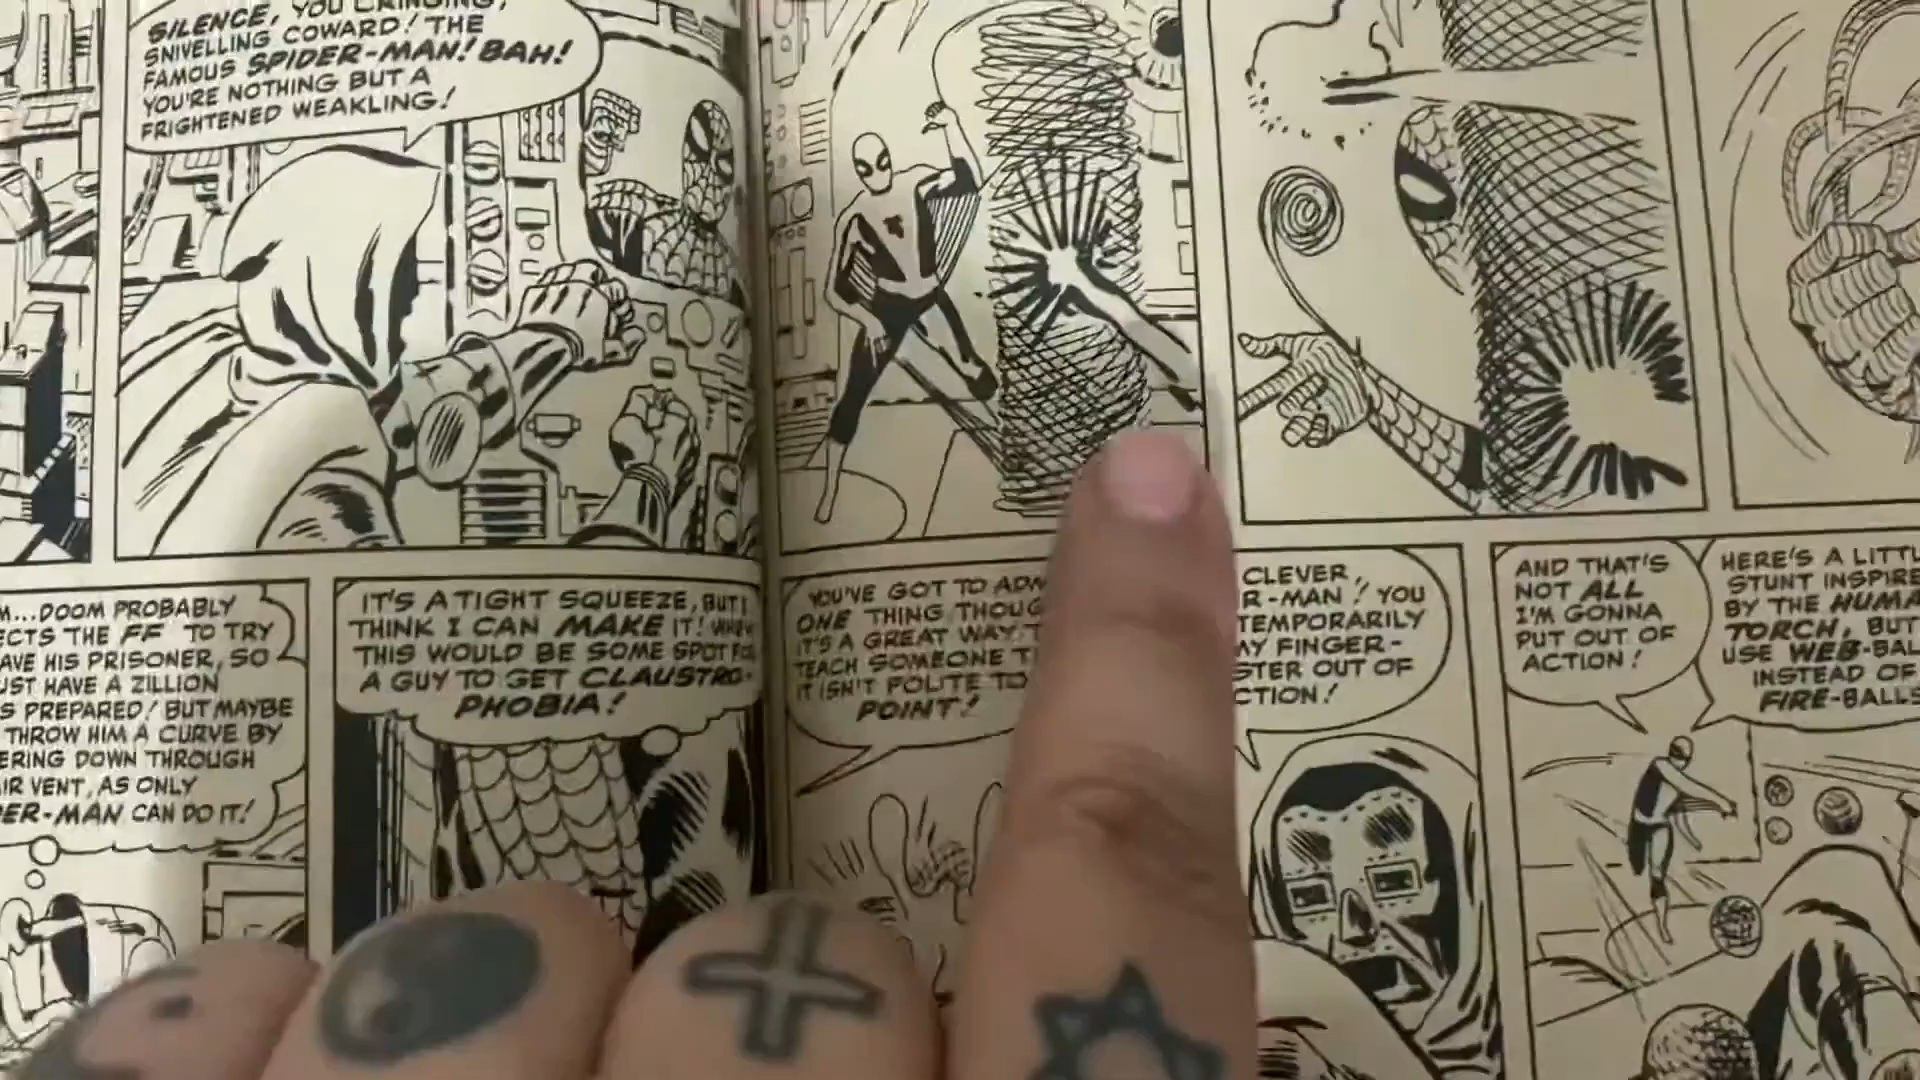 SILENCE, YOU CRINGING,
SNIVELLING COWARD! THE
FAMOUS SPIDER-MAN! BAH!
YOU'RE NOTHING BUT A
FRIGHTENED WEAKLING!
M...DOOM PROBABLY
ECTS THE FF TO TRY
AVE HIS PRISONER, SO
UST HAVE A ZILLION
S PREPARED! BUT MAYBE
THROW HIM A CURVE BY
ERING DOWN THROUGH
IR VENT, AS ONLY
ER-MAN CAN DO IT!
IT'S A TIGHT SQUEEZE, BUT I
THINK I CAN MAKE IT! WHEW
THIS WOULD BE SOME SPOT FO
A GUY TO GET CLAUSTRO-
PHOBIA!
YOU'VE GOT TO ADM
ONE THING THOUG
IT'S A GREAT WAY T
TEACH SOMEONE T
IT ISN'T POLITE TO
POINT!
CLEVER,
R-MAN! YOU
TEMPORARILY
MY FINGER-
STER OUT OF
CTION!
AND THAT'S
NOT ALL
I'M GONNA
PUT OUT OF
ACTION!
HERE'S A LITTL
STUNT INSPIRE
BY THE HUMA
TORCH, BUT
USE WEB-BAL
INSTEAD OF
FIRE-BALLS